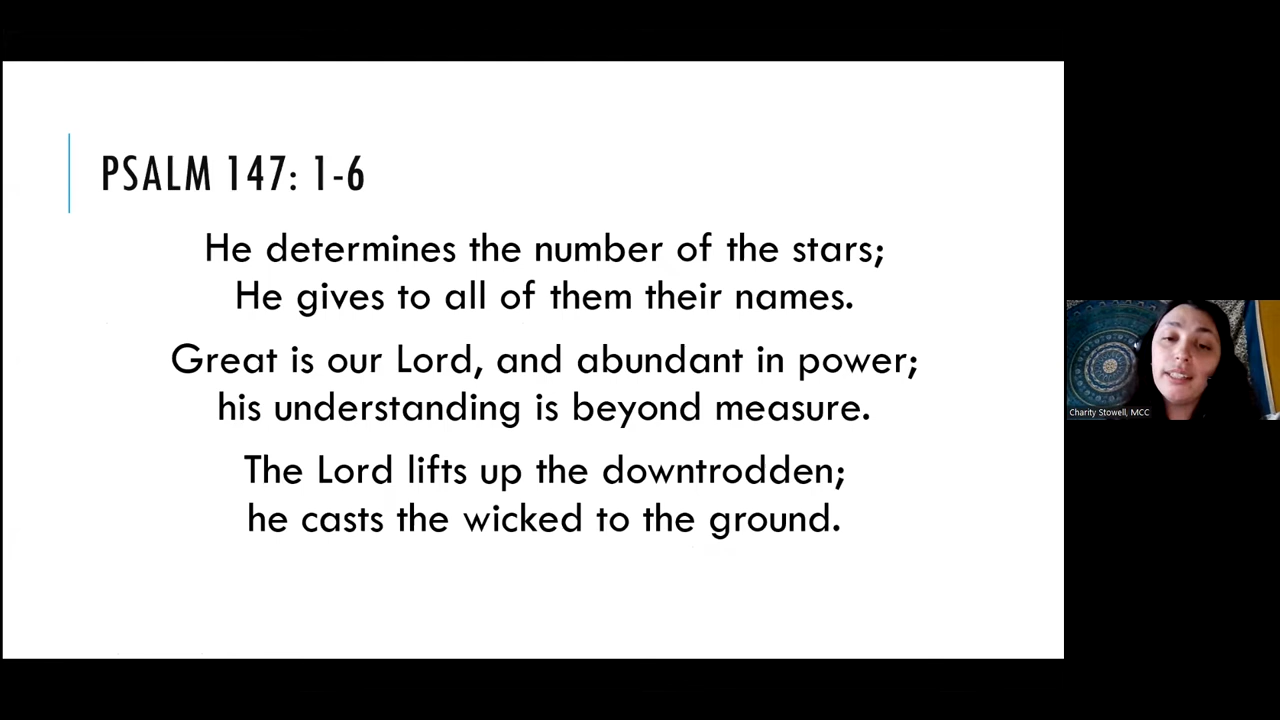 PSALM 147: 1-6
He determines the number of the stars;
He gives to all of them their names.
Great is our Lord, and abundant in power;
his understanding is beyond measure.
The Lord lifts up the downtrodden;
he casts the wicked to the ground.
Charity Stowell, MCC